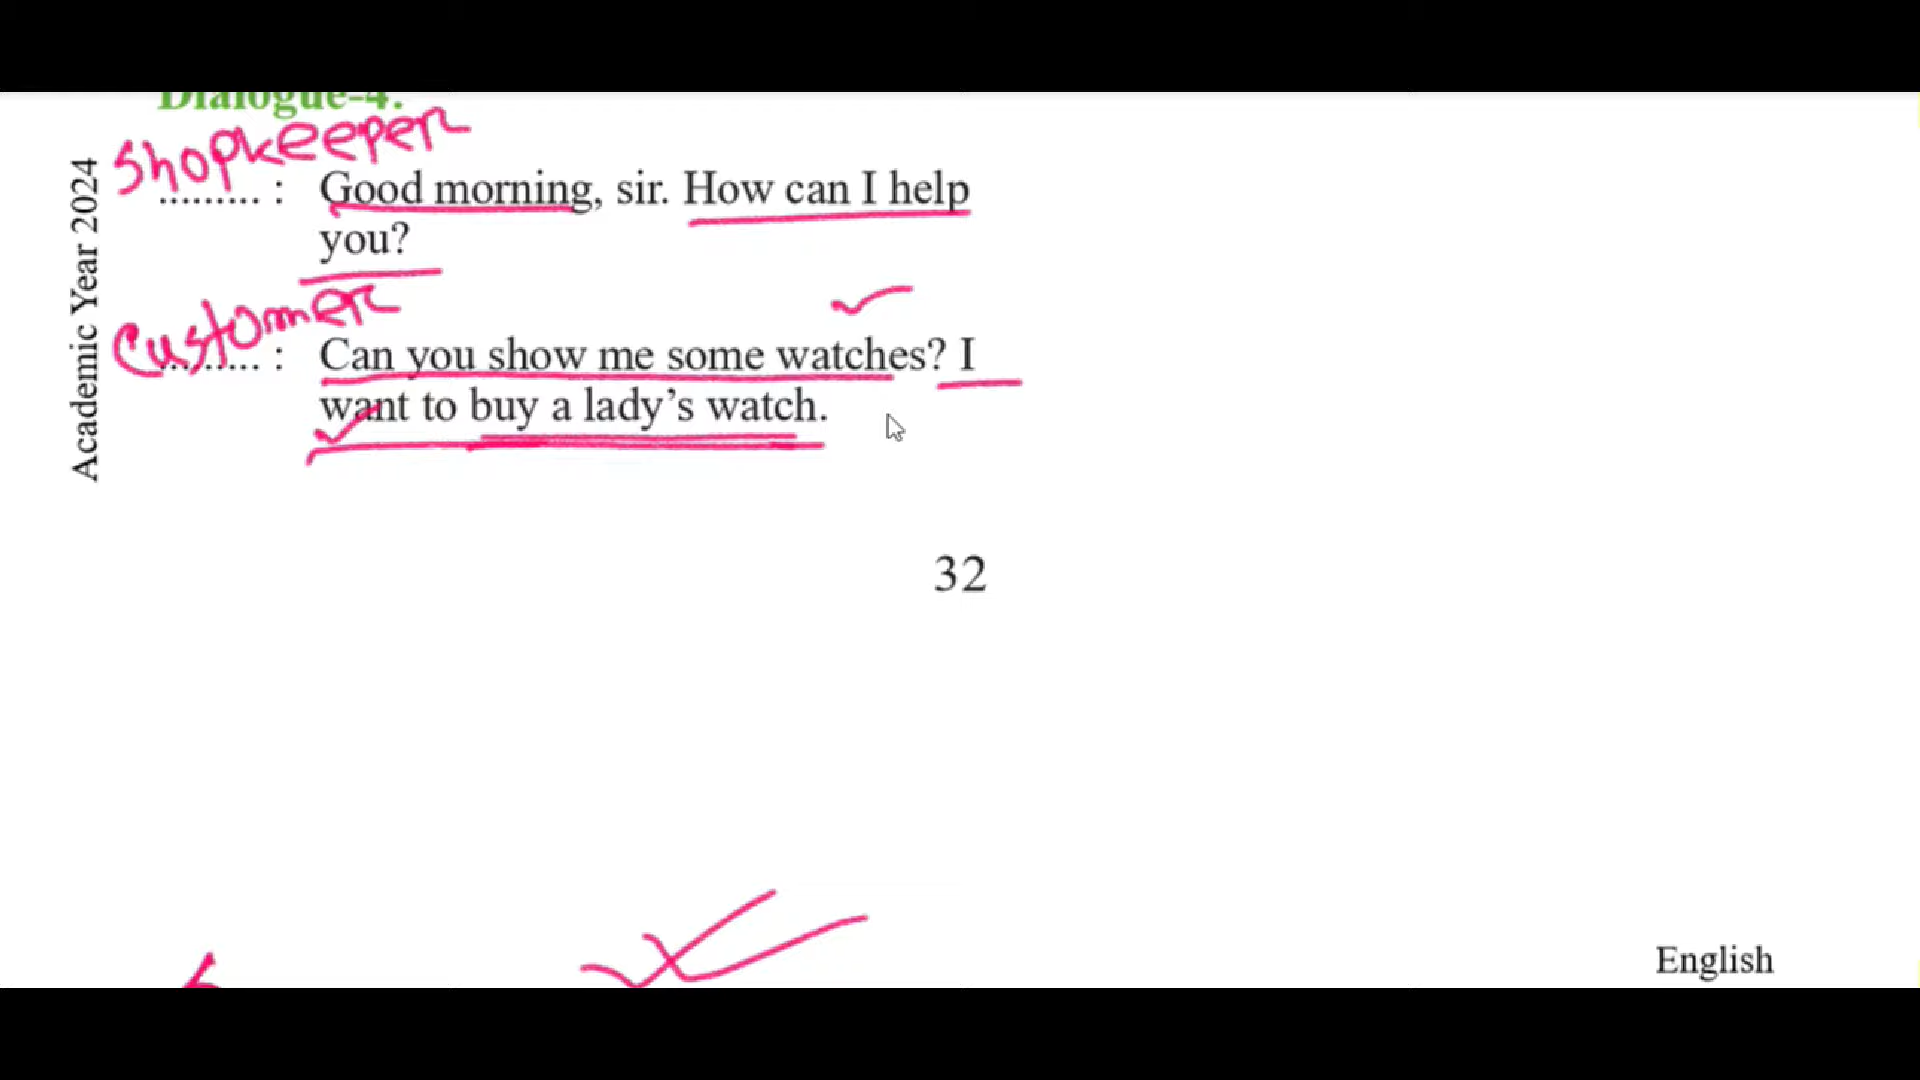 Dialogue-4:
Shopkeeper
......... : Good morning, sir. How can I help
you?
Customer
......... : Can you show me some watches? I
want to buy a lady’s watch.
Academic Year 2024
32
English